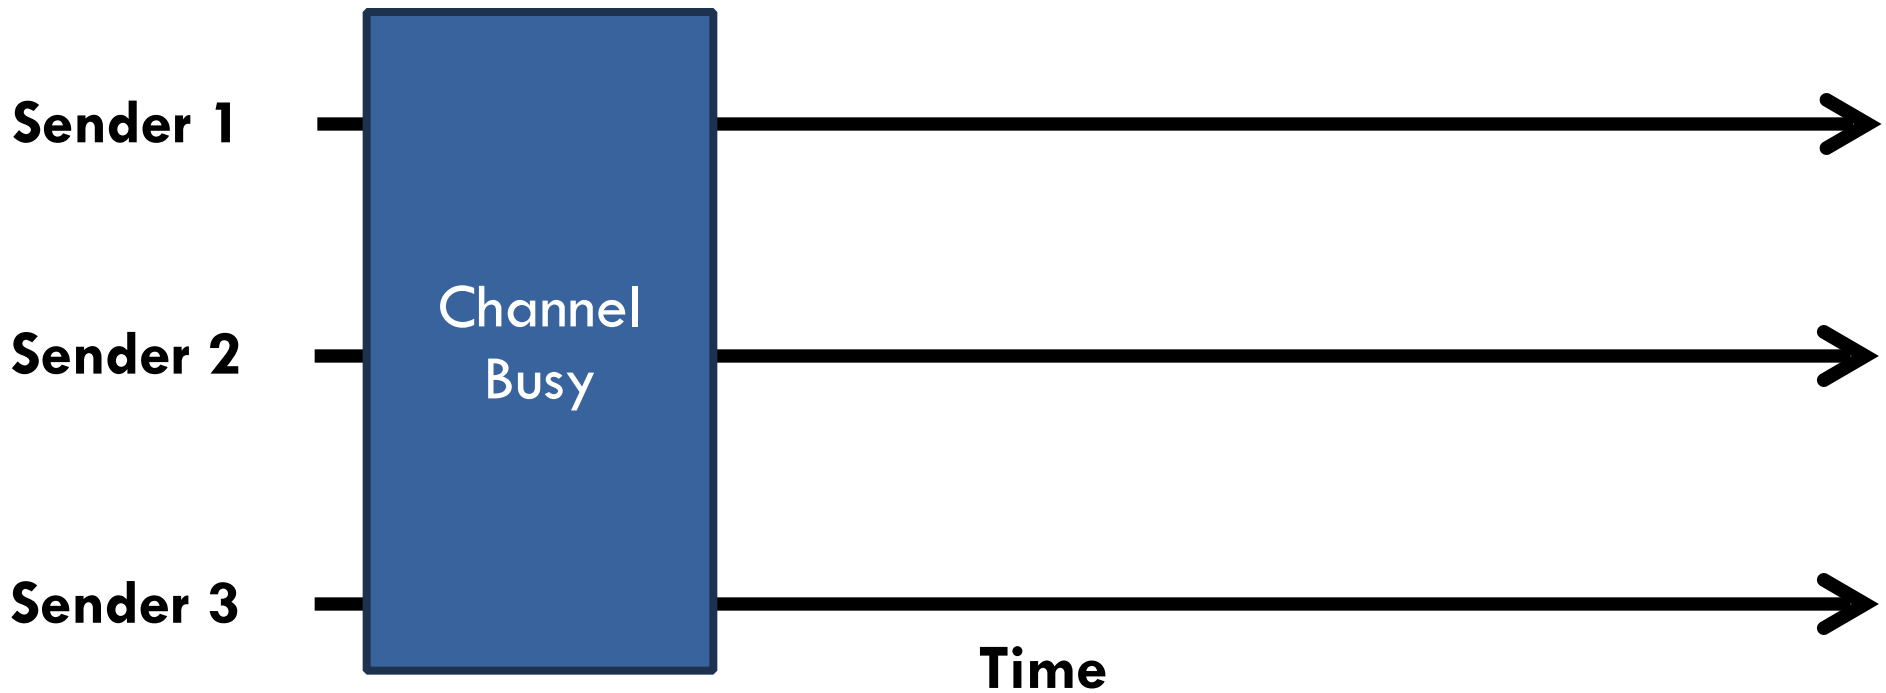 Sender 1
Channel
Busy
Sender 2
Sender 3
Time